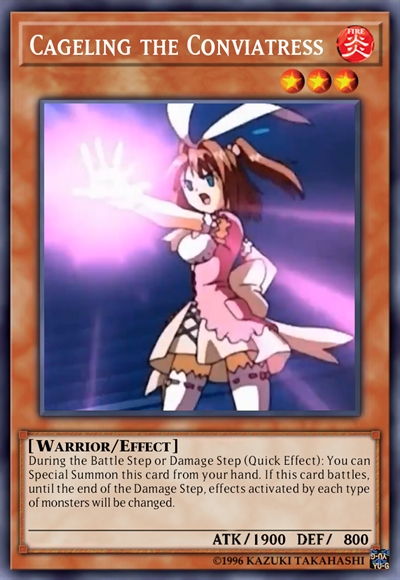 CAGELING THE CONVIATRESS
FIRE
炎
[WARRIOR/EFFECT]
During the Battle Step or Damage Step (Quick Effect): You can
Special Summon this card from your hand. If this card battles,
until the end of the Damage Step, effects activated by each type
of monsters will be changed.
ATK/1900 DEF/ 800
©1996 KAZUKI TAKAHASHI